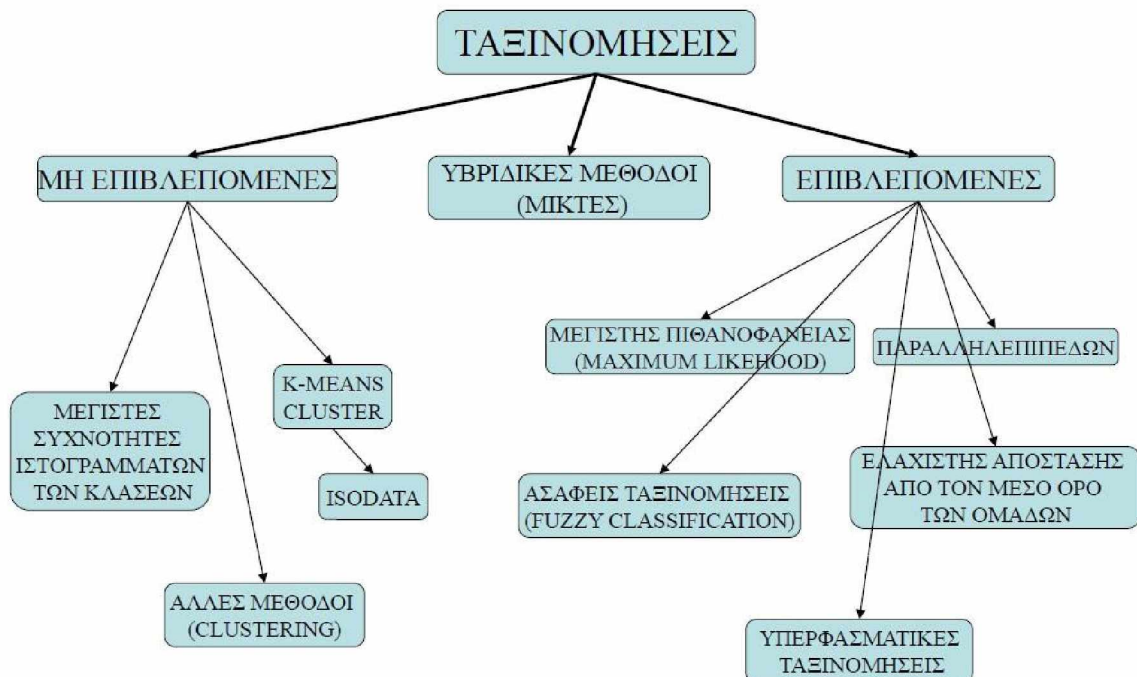 ΤΑΞΙΝΟΜΗΣΕΙΣ
ΜΗ ΕΠΙΒΛΕΠΟΜΕΝΕΣ
ΥΒΡΙΔΙΚΕΣ ΜΕΘΟΔΟΙ
(ΜΙΚΤΕΣ)
ΕΠΙΒΛΕΠΟΜΕΝΕΣ
ΜΕΓΙΣΤΕΣ
ΣΥΧΝΟΤΗΤΕΣ
ΙΣΤΟΓΡΑΜΜΑΤΩΝ
ΤΩΝ ΚΛΑΣΕΩΝ
K-MEANS
CLUSTER
ISODATA
ΑΛΛΕΣ ΜΕΘΟΔΟΙ
(CLUSTERING)
ΜΕΓΙΣΤΗΣ ΠΙΘΑΝΟΦΑΝΕΙΑΣ
(MAXIMUM LIKEHOOD)
ΠΑΡΑΛΛΗΛΕΠΙΠΕΔΩΝ
ΑΣΑΦΕΙΣ ΤΑΞΙΝΟΜΗΣΕΙΣ
(FUZZY CLASSIFICATION)
ΕΛΑΧΙΣΤΗΣ ΑΠΟΣΤΑΣΗΣ
ΑΠΟ ΤΟΝ ΜΕΣΟ ΟΡΟ
ΤΩΝ ΟΜΑΔΩΝ
ΥΠΕΡΦΑΣΜΑΤΙΚΕΣ
ΤΑΞΙΝΟΜΗΣΕΙΣ